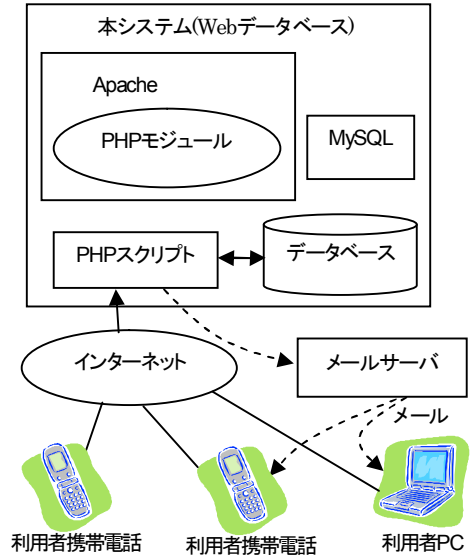 本システム(Webデータベース)
Apache
PHPモジュール
MySQL
PHPスクリプト
データベース
インターネット
メールサーバ
メール
利用者携帯電話
利用者携帯電話
利用者PC